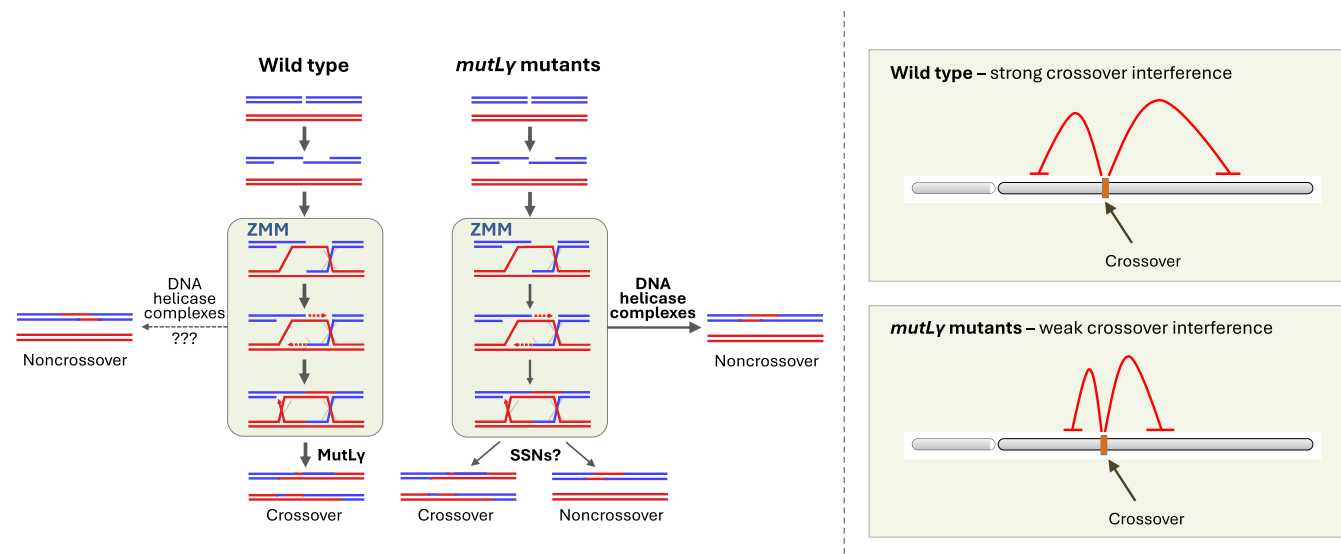 Wild type
mutLγ mutants
ZMM
ZMM
DNA
helicase
complexes
???
Noncrossover
DNA
helicase
complexes
Noncrossover
MutLγ
SSNs?
Crossover
Crossover
Noncrossover
Wild type – strong crossover interference
Crossover
mutLγ mutants – weak crossover interference
Crossover